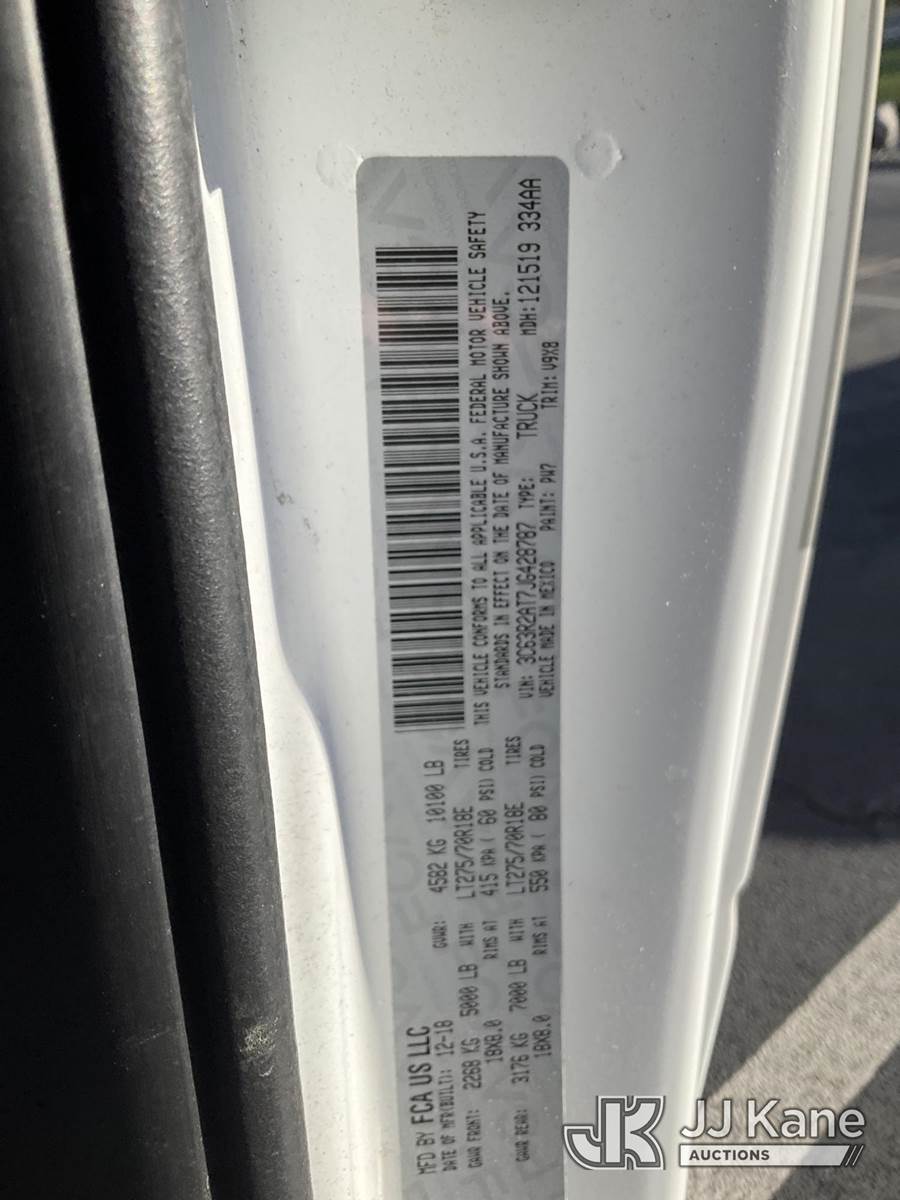 MFD BY FCA US LLC
DATE OF MFR(BUILT): 12-18 GVWR: 4582 KG 10100 LB
GAWR FRONT: 2268 KG 5000 LB WITH LT275/70R18E TIRES
18X8.0 RIMS AT 415 KPA ( 60 PSI) COLD
GAWR REAR: 3176 KG 7000 LB WITH LT275/70R18E TIRES
18X8.0 RIMS AT 550 KPA ( 80 PSI) COLD
THIS VEHICLE CONFORMS TO ALL APPLICABLE U.S.A. FEDERAL MOTOR VEHICLE SAFETY
STANDARDS IN EFFECT ON THE DATE OF MANUFACTURE SHOWN ABOVE.
VIN: 3C63R2AT7JG428787 TYPE: TRUCK MDH:121519 334AA
VEHICLE MADE IN MEXICO PAINT: PW7 TRIM: V9X8
JK JJ Kane
AUCTIONS